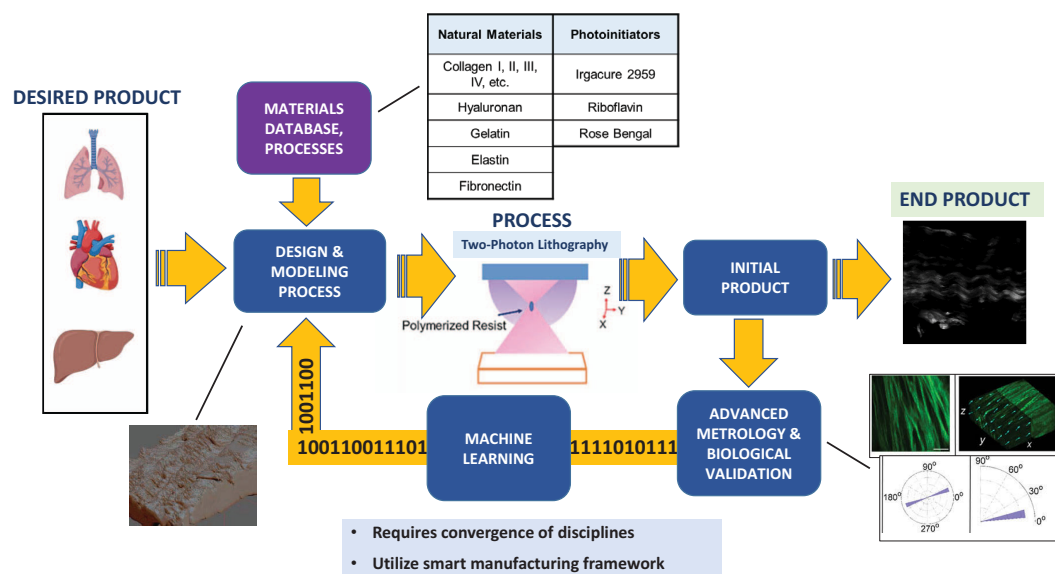 Natural Materials
Photoinitiators
Collagen I, II, III,
IV, etc.
Irgacure 2959
Hyaluronan
Riboflavin
Gelatin
Rose Bengal
Elastin
Fibronectin
DESIRED PRODUCT
MATERIALS
DATABASE,
PROCESSES
DESIGN &
MODELING
PROCESS
PROCESS
Two-Photon Lithography
Polymerized Resist
Z
Y
X
INITIAL
PRODUCT
END PRODUCT
1001100
100110011101
MACHINE
LEARNING
1111010111
ADVANCED
METROLOGY &
BIOLOGICAL
VALIDATION
z
y
x
90°
180°
0°
270°
90°
60°
30°
0°
• Requires convergence of disciplines
• Utilize smart manufacturing framework